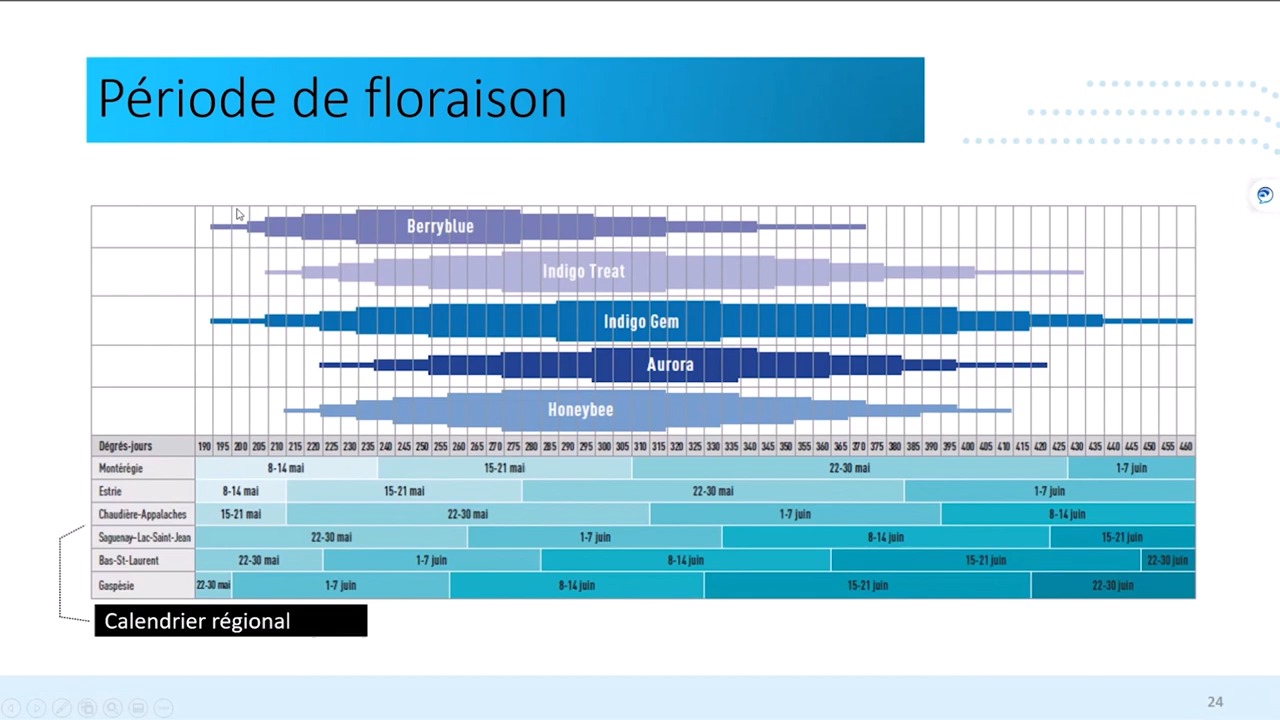 Période de floraison
Berryblue
Indigo Treat
Indigo Gem
Aurora
Honeybee
Dégrés-jours 190 195 200 205 210 215 220 225 230 235 240 245 250 255 260 265 270 275 280 285 290 295 300 305 310 315 320 325 330 335 340 345 350 355 360 365 370 375 380 385 390 395 400 405 410 415 420 425 430 435 440 445 450 455 460
Montérégie 8-14 mai 15-21 mai 22-30 mai 1-7 juin
Estrie 8-14 mai 15-21 mai 22-30 mai 1-7 juin
Chaudière-Appalaches 15-21 mai 22-30 mai 1-7 juin 8-14 juin
Saguenay-Lac-Saint-Jean 22-30 mai 1-7 juin 8-14 juin 15-21 juin
Bas-St-Laurent 22-30 mai 1-7 juin 8-14 juin 15-21 juin 22-30 juin
Gaspésie 22-30 mai 1-7 juin 8-14 juin 15-21 juin 22-30 juin
Calendrier régional
24